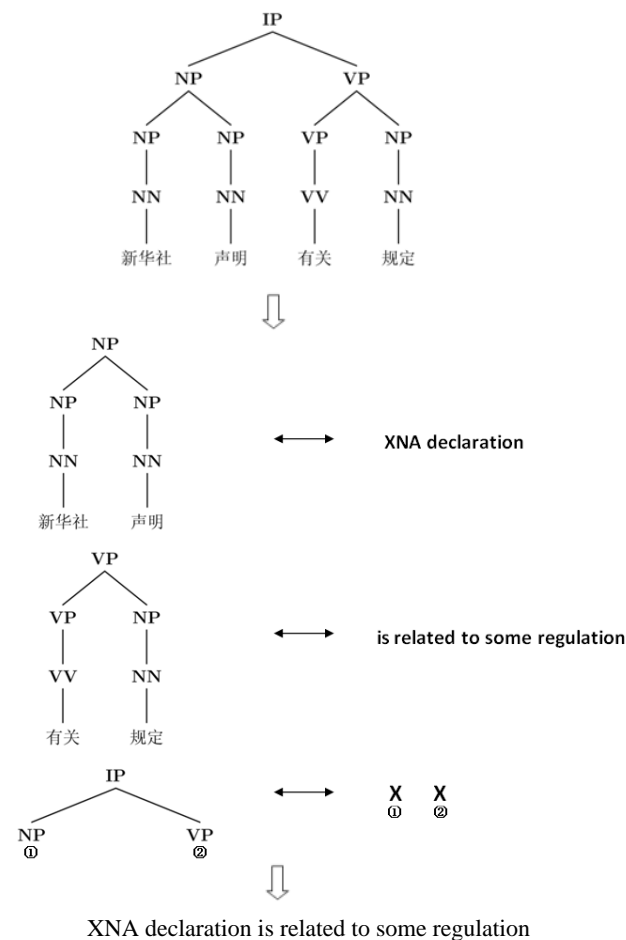 IP
NP VP
NP NP VP NP
NN NN VV NN
新华社 声明 有关 规定
NP
NP NP
XNA declaration
NN NN
新华社 声明
VP
VP NP
is related to some regulation
VV NN
有关 规定
IP
X X
① ②
NP VP
① ②
XNA declaration is related to some regulation